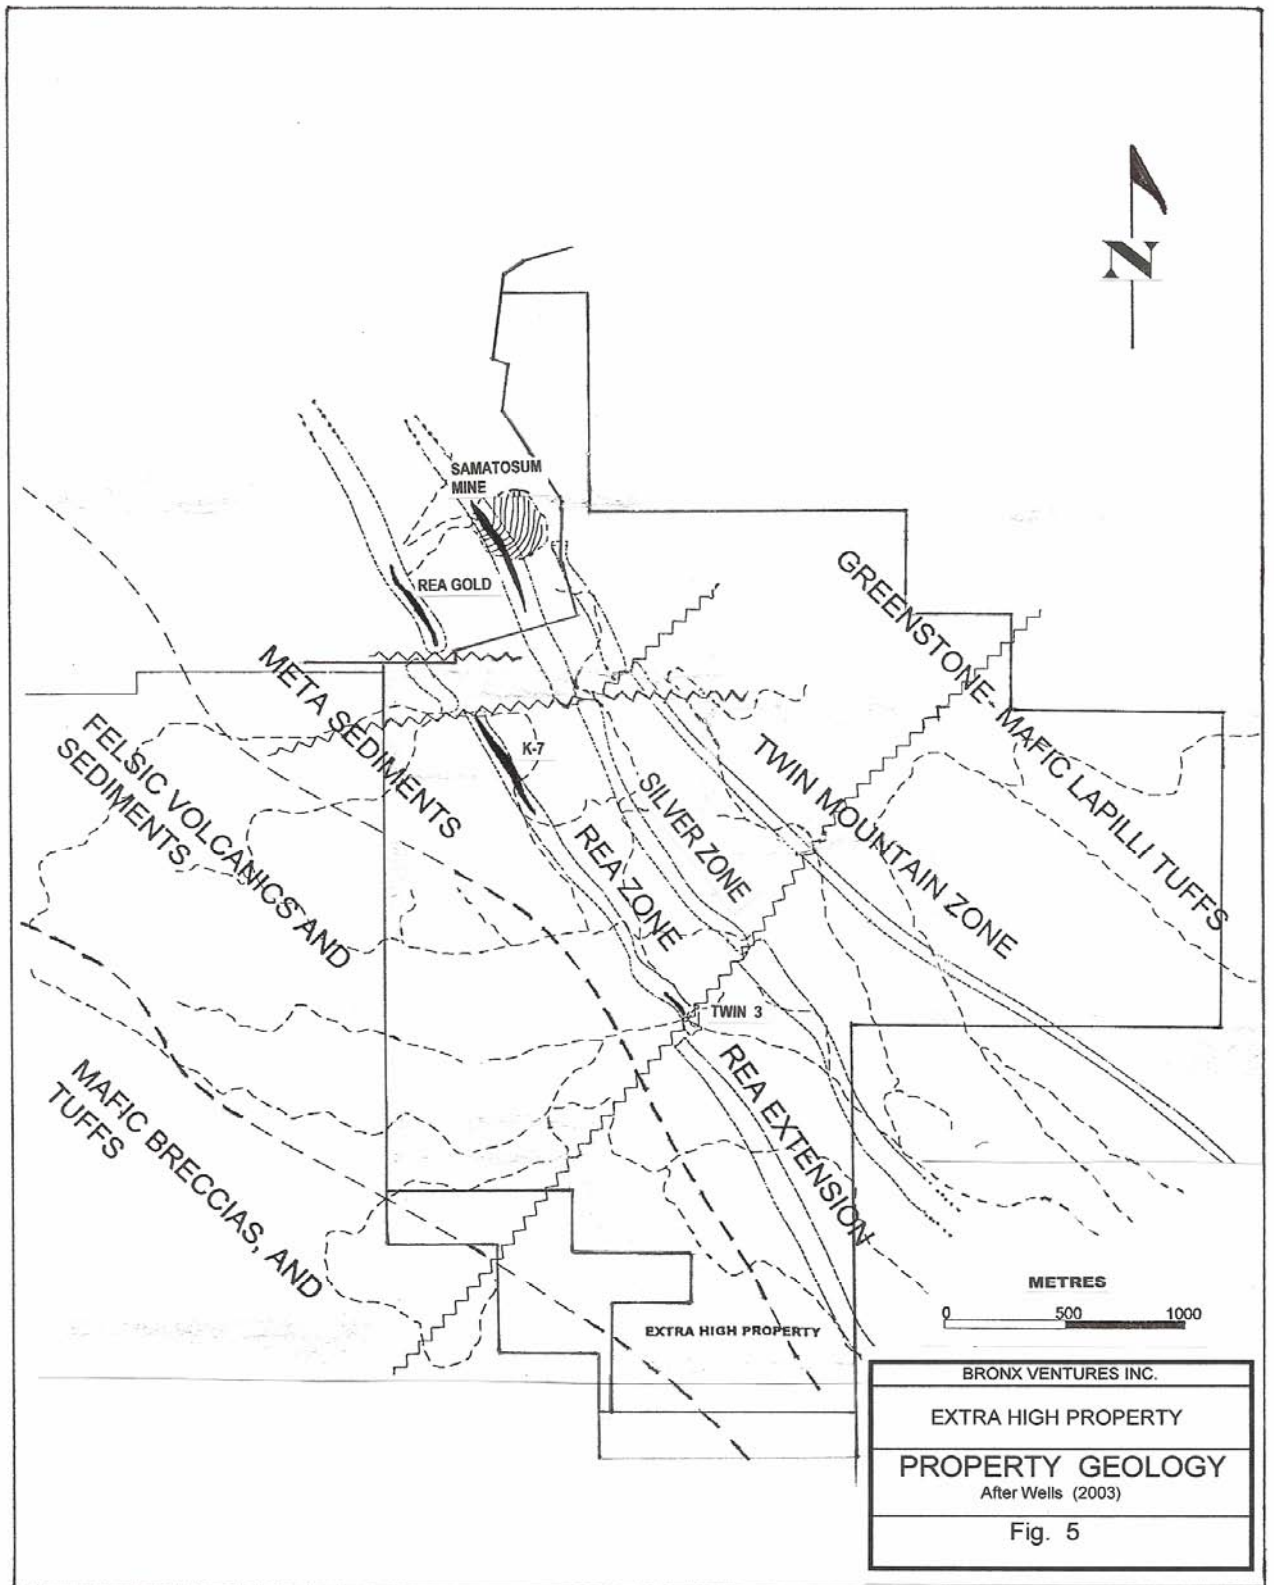 N
SAMATOSUM
MINE
REA GOLD
GREENSTONE- MAFIC LAPILLI TUFFS
META SEDIMENTS
FELSIC VOLCANICS AND
SEDIMENTS
K-7
TWIN MOUNTAIN ZONE
SILVER ZONE
REA ZONE
TWIN 3
REA EXTENSION
MAFIC BRECCIAS, AND
TUFFS
METRES
0 500 1000
EXTRA HIGH PROPERTY
BRONX VENTURES INC.
EXTRA HIGH PROPERTY
PROPERTY GEOLOGY
After Wells (2003)
Fig. 5